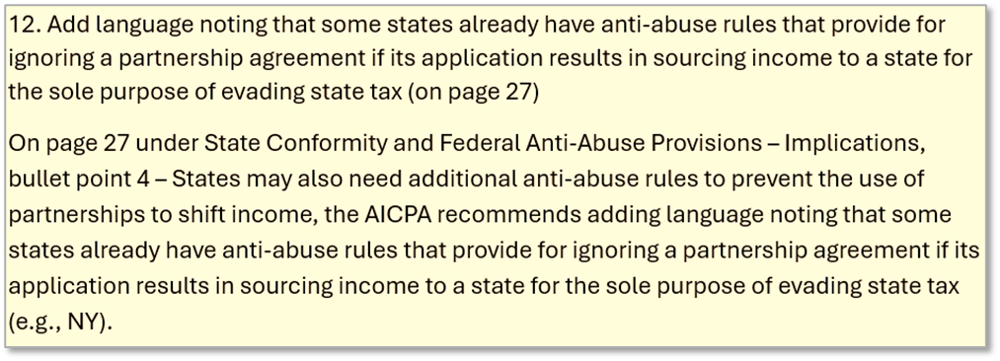 12. Add language noting that some states already have anti-abuse rules that provide for
ignoring a partnership agreement if its application results in sourcing income to a state for
the sole purpose of evading state tax (on page 27)
On page 27 under State Conformity and Federal Anti-Abuse Provisions – Implications,
bullet point 4 – States may also need additional anti-abuse rules to prevent the use of
partnerships to shift income, the AICPA recommends adding language noting that some
states already have anti-abuse rules that provide for ignoring a partnership agreement if its
application results in sourcing income to a state for the sole purpose of evading state tax
(e.g., NY).